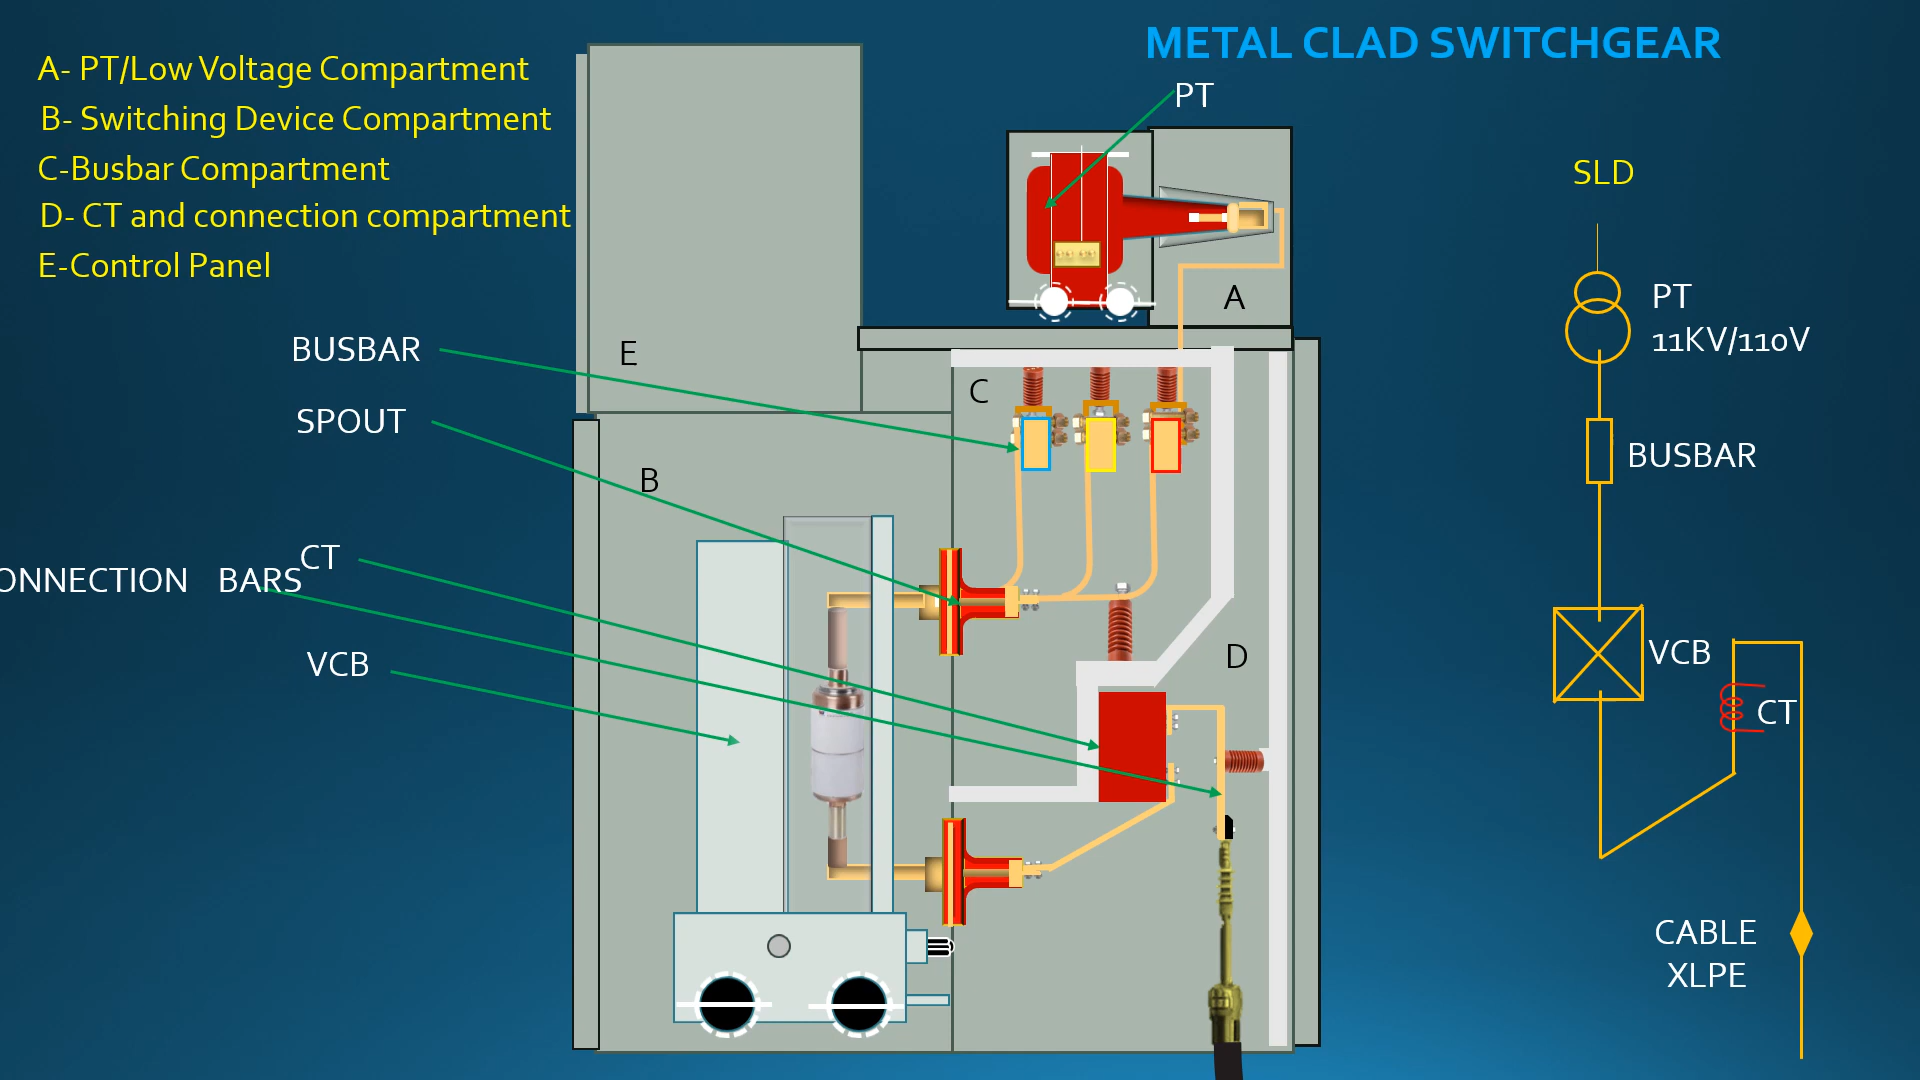 METAL CLAD SWITCHGEAR
A- PT/Low Voltage Compartment
B- Switching Device Compartment
C-Busbar Compartment
D- CT and connection compartment
E-Control Panel
PT
A
BUSBAR
E
C
SPOUT
B
CT
ONNECTION BARS
VCB
D
SLD
PT
11KV/110V
BUSBAR
VCB
CT
CABLE
XLPE